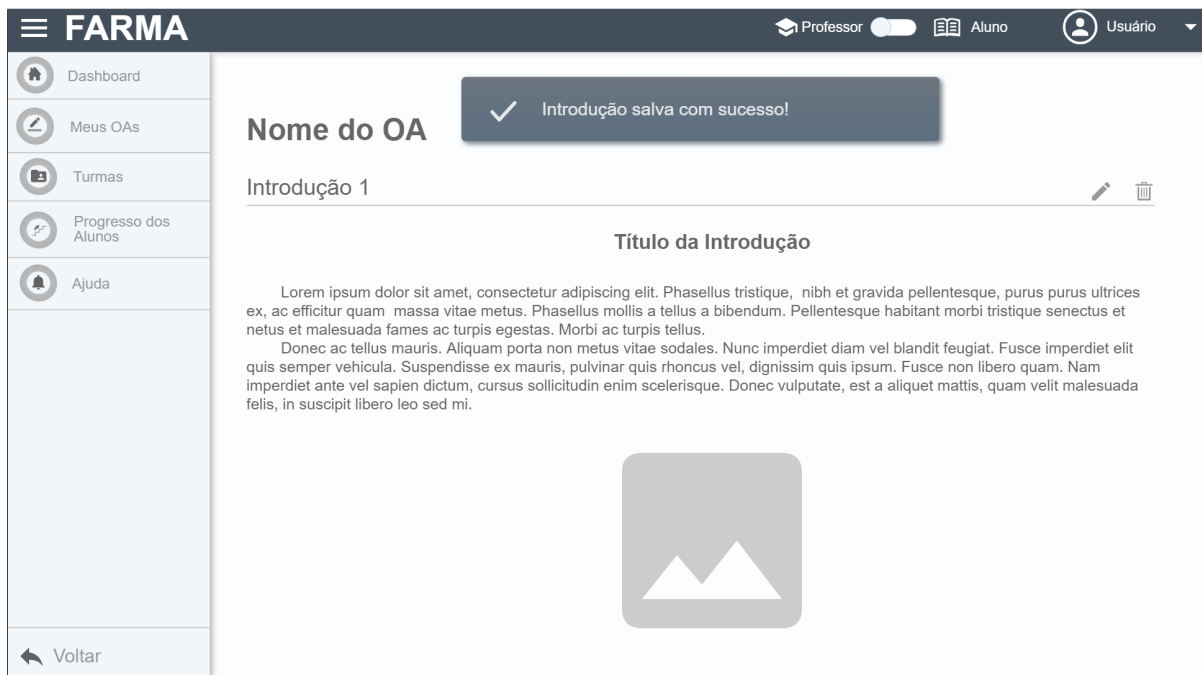 FARMA
Professor
Aluno
Usuário
Dashboard
Meus OAs
Turmas
Progresso dos
Alunos
Ajuda
Voltar
Introdução salva com sucesso!
Nome do OA
Introdução 1
Título da Introdução
Lorem ipsum dolor sit amet, consectetur adipiscing elit. Phasellus tristique, nibh et gravida pellentesque, purus purus ultrices
ex, ac efficitur quam massa vitae metus. Phasellus mollis a tellus a bibendum. Pellentesque habitant morbi tristique senectus et
netus et malesuada fames ac turpis egestas. Morbi ac turpis tellus.
Donec ac tellus mauris. Aliquam porta non metus vitae sodales. Nunc imperdiet diam vel blandit feugiat. Fusce imperdiet elit
quis semper vehicula. Suspendisse ex mauris, pulvinar quis rhoncus vel, dignissim quis ipsum. Fusce non libero quam. Nam
imperdiet ante vel sapien dictum, cursus sollicitudin enim scelerisque. Donec vulputate, est a aliquet mattis, quam velit malesuada
felis, in suscipit libero leo sed mi.